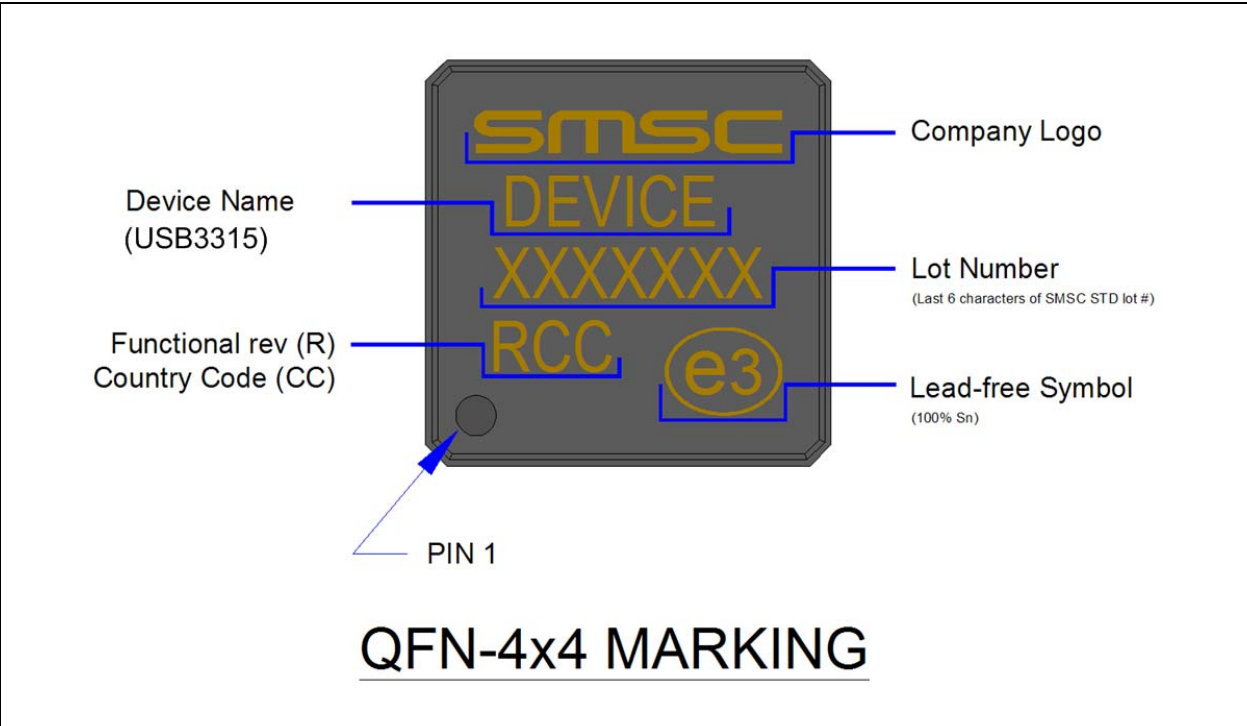 smsc
Company Logo
Device Name
(USB3315)
DEVICE
XXXXXXX
Lot Number
(Last 6 characters of SMSC STD lot #)
Functional rev (R)
Country Code (CC)
RCC
e3
Lead-free Symbol
(100% Sn)
PIN 1
QFN-4x4 MARKING